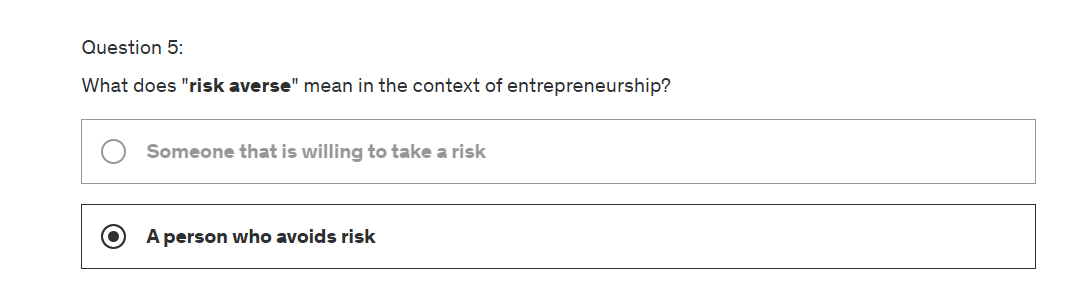 Question 5:
What does "risk averse" mean in the context of entrepreneurship?
Someone that is willing to take a risk
A person who avoids risk